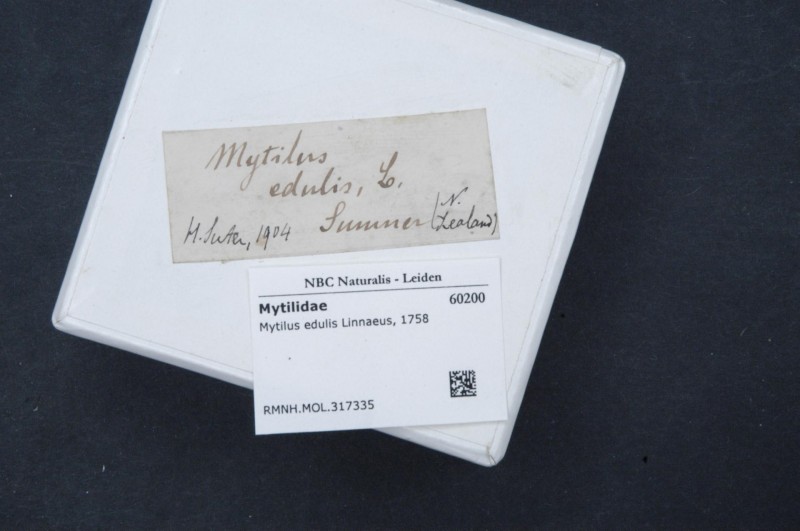 Mytilus
edulis, L.
H. Suter, 1904 Sumner (N. Zealand)
NBC Naturalis - Leiden
Mytilidae 60200
Mytilus edulis Linnaeus, 1758
RMNH.MOL.317335